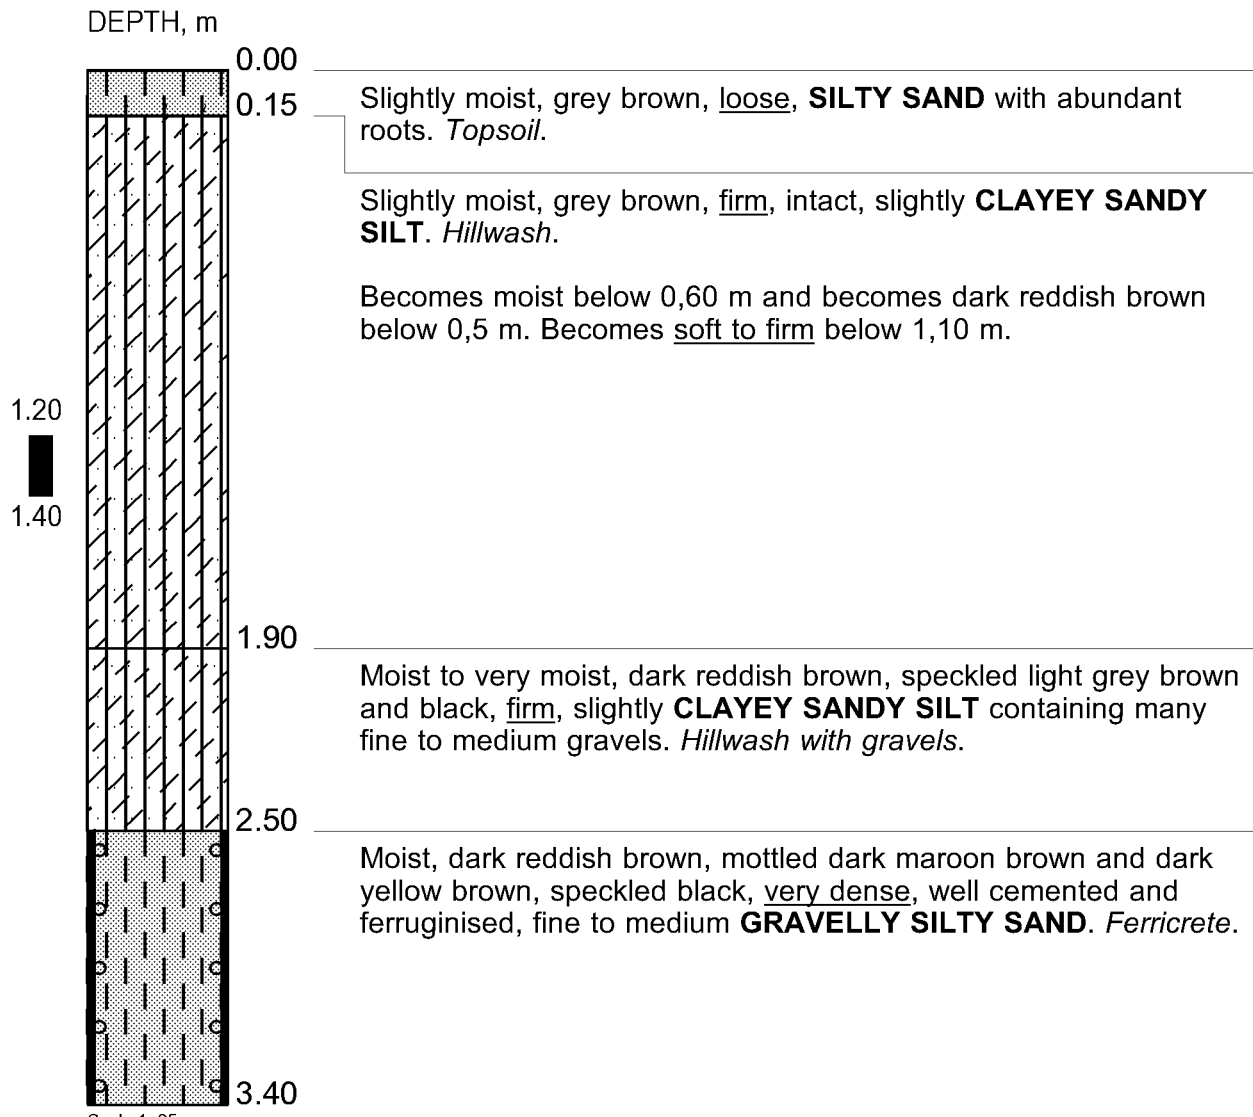 DEPTH, m
0.00
0.15
Slightly moist, grey brown, loose, SILTY SAND with abundant
roots. Topsoil.
Slightly moist, grey brown, firm, intact, slightly CLAYEY SANDY
SILT. Hillwash.
Becomes moist below 0,60 m and becomes dark reddish brown
below 0,5 m. Becomes soft to firm below 1,10 m.
1.20
1.40
1.90
Moist to very moist, dark reddish brown, speckled light grey brown
and black, firm, slightly CLAYEY SANDY SILT containing many
fine to medium gravels. Hillwash with gravels.
2.50
Moist, dark reddish brown, mottled dark maroon brown and dark
yellow brown, speckled black, very dense, well cemented and
ferruginised, fine to medium GRAVELLY SILTY SAND. Ferricrete.
3.40